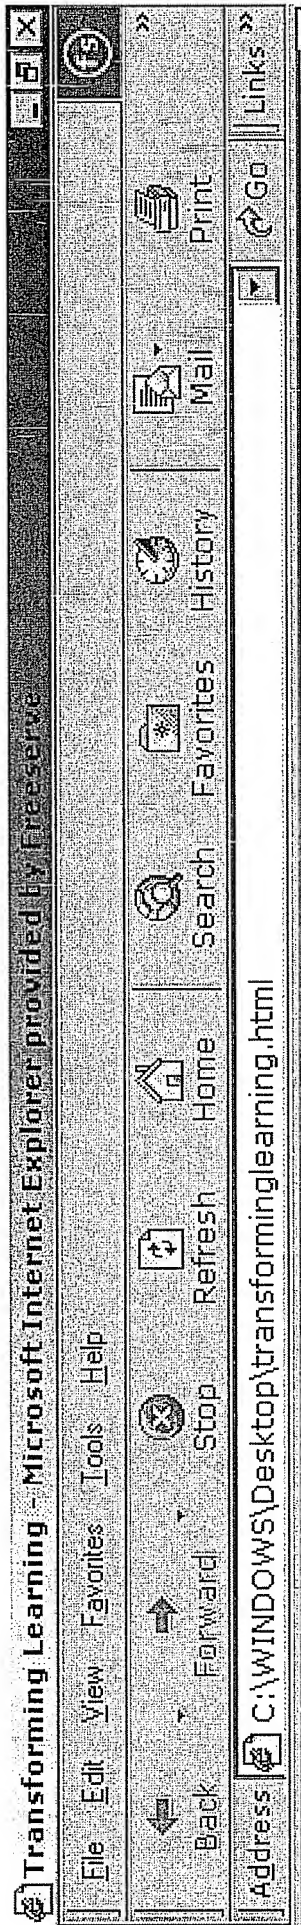 Transforming Learning - Microsoft Internet Explorer provided by Freeserve
File Edit View Favorites Tools Help
fs
Back Forward Stop Refresh Home Search Favorites History Mail Print »
Address C:\WINDOWS\Desktop\transforminglearning.html Go Links »